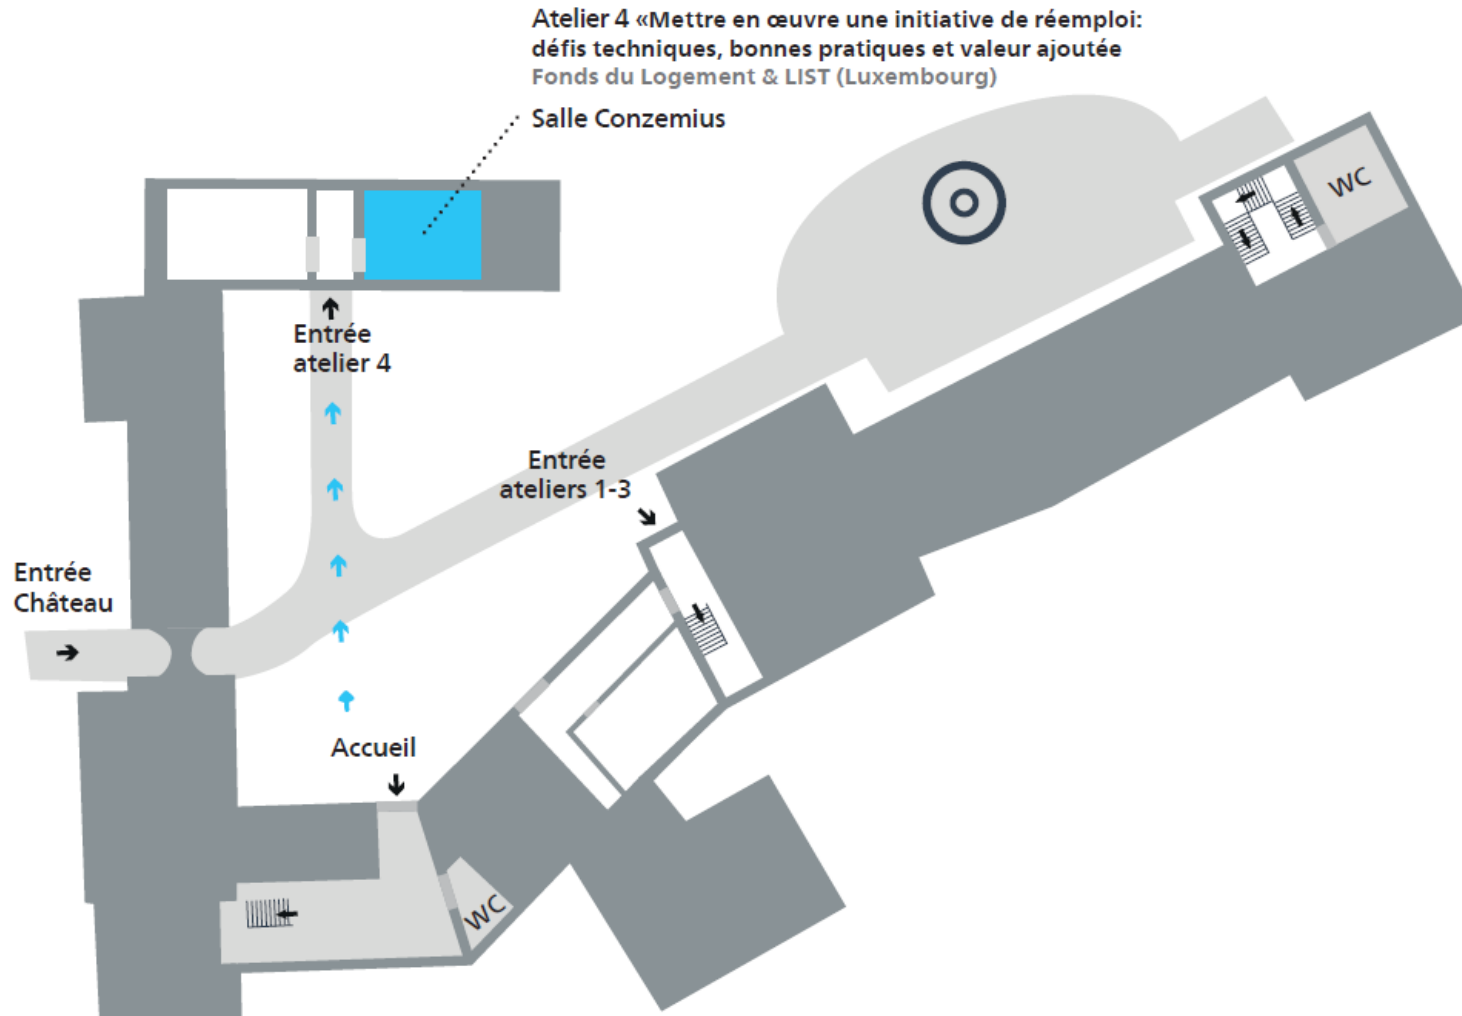 Atelier 4 «Mettre en œuvre une initiative de réemploi:
défis techniques, bonnes pratiques et valeur ajoutée
Fonds du Logement & LIST (Luxembourg)
Salle Conzemius
WC
Entrée
atelier 4
Entrée
ateliers 1-3
Entrée
Château
Accueil
WC